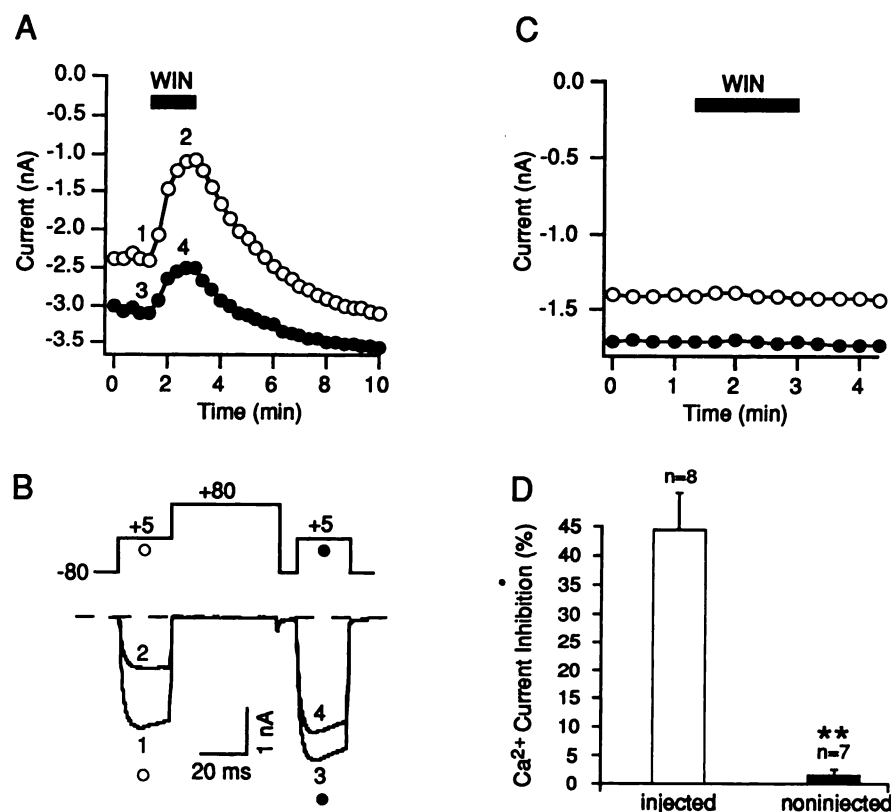 A
0.0
-0.5
-1.0
-1.5
-2.0
-2.5
-3.0
-3.5
Current (nA)
WIN
1
2
3
4
0 2 4 6 8 10
Time (min)
C
0.0
-0.5
-1.0
-1.5
Current (nA)
WIN
0 1 2 3 4
Time (min)
B
+80
+5
+5
-80
2
1
4
3
1 nA
20 ms
D
n=8
45
40
35
30
25
20
15
10
5
0
Ca²⁺ Current Inhibition (%)
**
n=7
injected noninjected